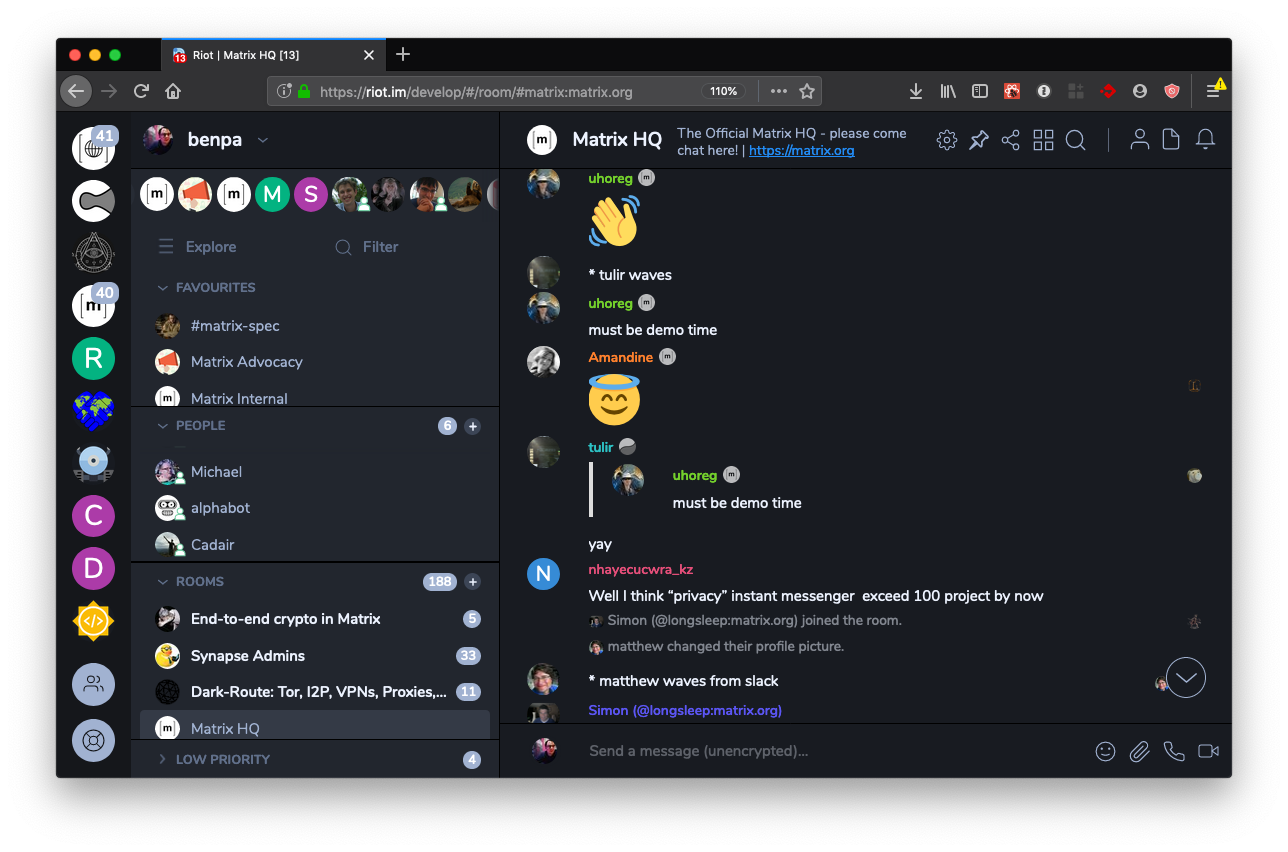 13 Riot | Matrix HQ [13]
https://riot.im/develop/#/room/#matrix:matrix.org
110%
41
[m]
40
R
C
D
benpa
[m]
[m]
M
S
Explore
Filter
FAVOURITES
#matrix-spec
Matrix Advocacy
[m] Matrix Internal
PEOPLE 6 +
Michael
alphabot
Cadair
ROOMS 188 +
End-to-end crypto in Matrix 5
Synapse Admins 33
Dark-Route: Tor, I2P, VPNs, Proxies,... 11
[m] Matrix HQ
LOW PRIORITY 4
[m] Matrix HQ
The Official Matrix HQ - please come
chat here! | https://matrix.org
uhoreg [m]
* tulir waves
uhoreg [m]
must be demo time
Amandine [m]
tulir
uhoreg [m]
must be demo time
yay
N nhayecucwra_kz
Well I think “privacy” instant messenger  exceed 100 project by now
Simon (@longsleep:matrix.org) joined the room.
matthew changed their profile picture.
* matthew waves from slack
Simon (@longsleep:matrix.org)
Send a message (unencrypted)...